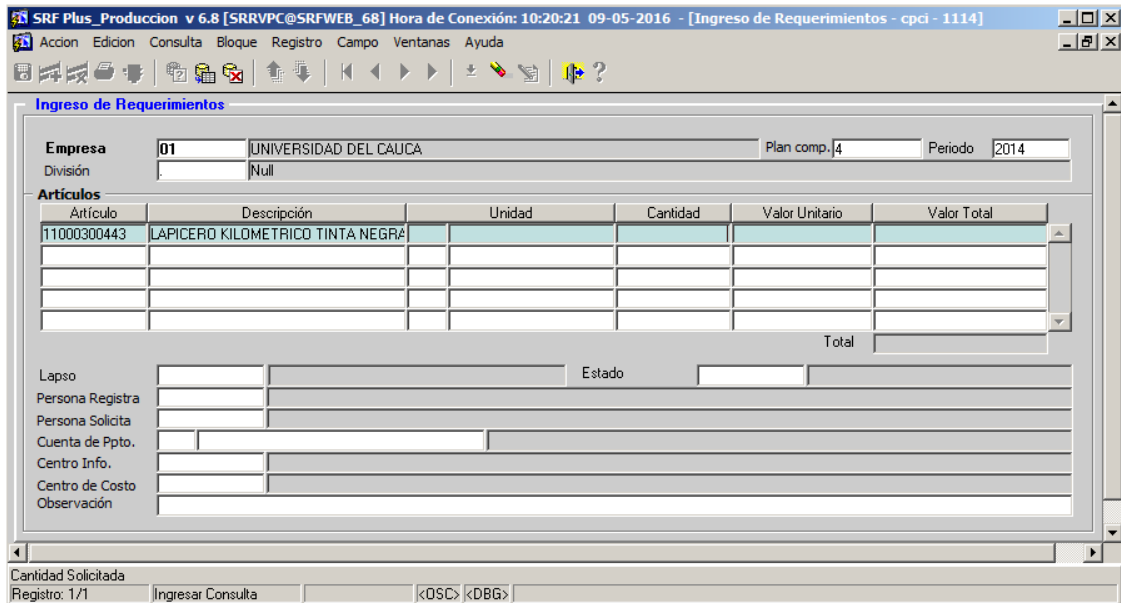 SRF Plus_Produccion v 6.8 [SRRVPC@SRFWEB_68] Hora de Conexión: 10:20:21 09-05-2016 - [Ingreso de Requerimientos - cpci - 1114]
Accion Edicion Consulta Bloque Registro Campo Ventanas Ayuda
Ingreso de Requerimientos
Empresa 01 UNIVERSIDAD DEL CAUCA Plan comp. 4 Periodo 2014
División . Null
Artículos
Artículo Descripción Unidad Cantidad Valor Unitario Valor Total
11000300443 LAPICERO KILOMETRICO TINTA NEGRA
Total
Lapso Estado
Persona Registra
Persona Solicita
Cuenta de Ppto.
Centro Info.
Centro de Costo
Observación
Cantidad Solicitada
Registro: 1/1 Ingresar Consulta <OSC> <DBG>